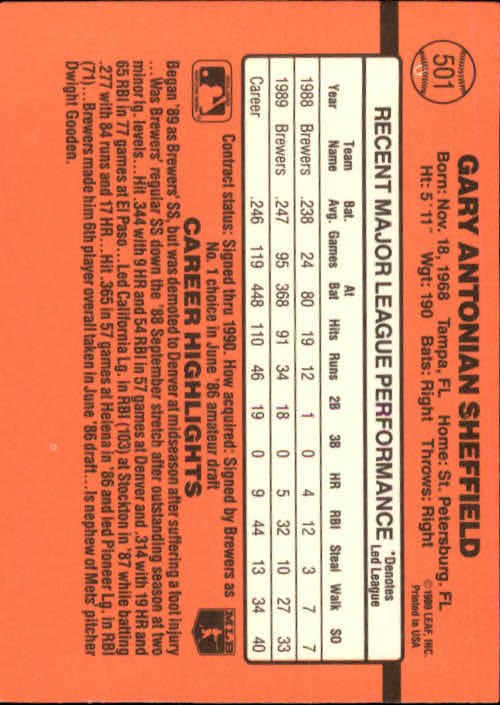 501
GARY ANTONIAN SHEFFIELD
Born: Nov. 18, 1968 Tampa, FL Home: St. Petersburg, FL
Ht: 5' 11" Wgt: 190 Bats: Right Throws: Right
©1989 LEAF, INC.
Printed in USA
RECENT MAJOR LEAGUE PERFORMANCE
*Denotes
Led League
Year Team Name Bat. Avg. Games At Bat Hits Runs 2B 3B HR RBI Steal Walk SO
1988 Brewers .238 24 80 19 12 1 0 4 12 3 7 7
1989 Brewers .247 95 368 91 34 18 0 5 32 10 27 33
Career .246 119 448 110 46 19 0 9 44 13 34 40
Contract status: Signed thru 1990. How acquired: Signed by Brewers as
No. 1 choice in June '86 amateur draft
CAREER HIGHLIGHTS
MLB
Began '89 as Brewers' SS, but was demoted to Denver at midseason after suffering a foot injury
...Was Brewers' regular SS down the '88 September stretch after outstanding season at two
minor lg. levels...Hit .344 with 9 HR and 54 RBI in 57 games at Denver and .314 with 19 HR and
65 RBI in 77 games at El Paso...Led California Lg. in RBI (103) at Stockton in '87 while batting
.277 with 84 runs and 17 HR...Hit .365 in 57 games at Helena in '86 and led Pioneer Lg. in RBI
(71)...Brewers made him 6th player overall taken in June '86 draft....Is nephew of Mets' pitcher
Dwight Gooden.